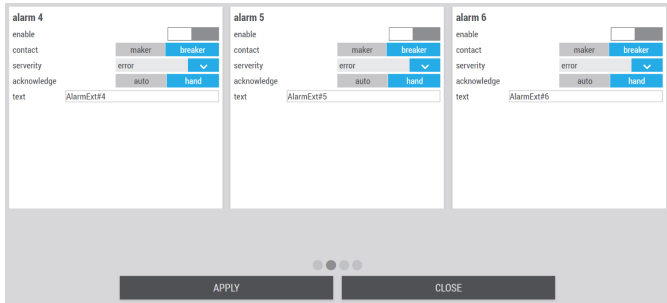 alarm 4
enable
contact maker breaker
serverity error
acknowledge auto hand
text AlarmExt#4
alarm 5
enable
contact maker breaker
serverity error
acknowledge auto hand
text AlarmExt#5
alarm 6
enable
contact maker breaker
serverity error
acknowledge auto hand
text AlarmExt#6
APPLY CLOSE